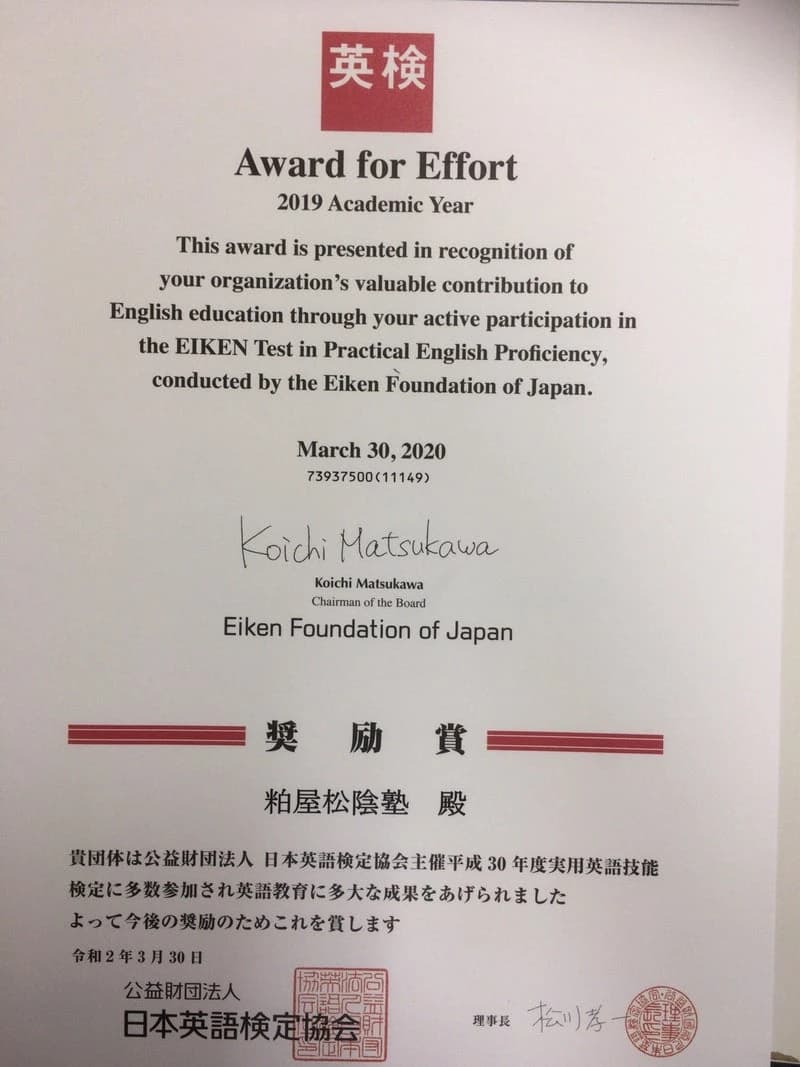 英検
Award for Effort
2019 Academic Year
This award is presented in recognition of
your organization's valuable contribution to
English education through your active participation in
the EIKEN Test in Practical English Proficiency,
conducted by the Eiken Foundation of Japan.
March 30, 2020
73937500(11149)
Koichi Matsukawa
Koichi Matsukawa
Chairman of the Board
Eiken Foundation of Japan
奨励賞
粕屋松陰塾 殿
貴団体は公益財団法人 日本英語検定協会主催平成30年度実用英語技能
検定に多数参加され英語教育に多大な成果をあげられました
よって今後の奨励のためこれを賞します
令和2年3月30日
公益財団法人
日本英語検定協会
理事長 松川孝一